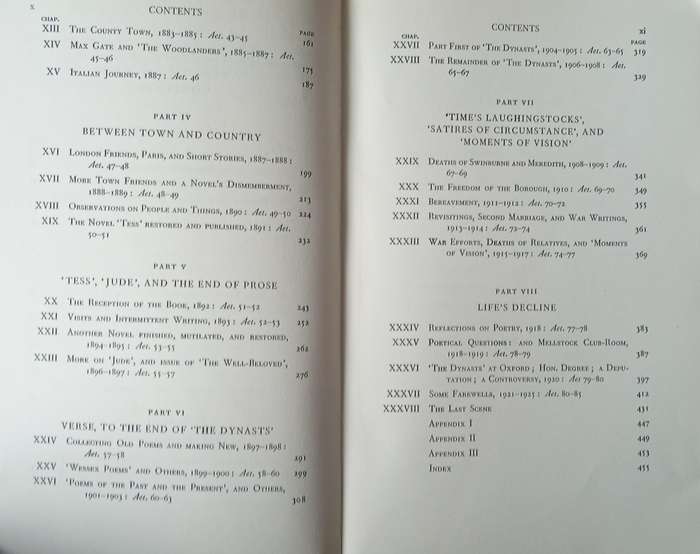 x
CONTENTS
CHAP.
PAGE
XIII The County Town, 1883–1885: Aet. 43–45 161
XIV Max Gate and 'The Woodlanders', 1885–1887: Aet.
45–46 175
XV Italian Journey, 1887: Aet. 46 187
PART IV
BETWEEN TOWN AND COUNTRY
XVI London Friends, Paris, and Short Stories, 1887–1888:
Aet. 47–48 199
XVII More Town Friends and a Novel's Dismemberment,
1888–1889: Aet. 48–49 213
XVIII Observations on People and Things, 1890: Aet. 49–50 224
XIX The Novel 'Tess' restored and published, 1891: Aet.
50–51 232
PART V
'TESS', 'JUDE', AND THE END OF PROSE
XX The Reception of the Book, 1892: Aet. 51–52 243
XXI Visits and Intermittent Writing, 1893: Aet. 52–53 252
XXII Another Novel finished, mutilated, and restored,
1894–1895: Aet. 53–55 262
XXIII More on 'Jude', and issue of 'The Well-Beloved',
1896–1897: Aet. 55–57 276
PART VI
VERSE, TO THE END OF 'THE DYNASTS'
XXIV Collecting Old Poems and making New, 1897–1898:
Aet. 57–58 291
XXV 'Wessex Poems' and Others, 1899–1900: Aet. 58–60 299
XXVI 'Poems of the Past and the Present', and Others,
1901–1903: Aet. 60–63 308
CONTENTS
xi
CHAP.
PAGE
XXVII Part First of 'The Dynasts', 1904–1905: Aet. 63–65 319
XXVIII The Remainder of 'The Dynasts', 1906–1908: Aet.
65–67 329
PART VII
'TIME'S LAUGHINGSTOCKS',
'SATIRES OF CIRCUMSTANCE', AND
'MOMENTS OF VISION'
XXIX Deaths of Swinburne and Meredith, 1908–1909: Aet.
67–69 341
XXX The Freedom of the Borough, 1910: Aet. 69–70 349
XXXI Bereavement, 1911–1912: Aet. 70–72 355
XXXII Revisitings, Second Marriage, and War Writings,
1913–1914: Aet. 72–74 361
XXXIII War Efforts, Deaths of Relatives, and 'Moments
of Vision', 1915–1917: Aet. 74–77 369
PART VIII
LIFE'S DECLINE
XXXIV Reflections on Poetry, 1918: Aet. 77–78 383
XXXV Poetical Questions: and Mellstock Club-Room,
1918–1919: Aet. 78–79 387
XXXVI 'The Dynasts' at Oxford; Hon. Degree; a Depu-
tation; a Controversy, 1920: Aet 79–80 397
XXXVII Some Farewells, 1921–1925: Aet. 80–85 412
XXXVIII The Last Scene 431
Appendix I 447
Appendix II 449
Appendix III 453
Index 455